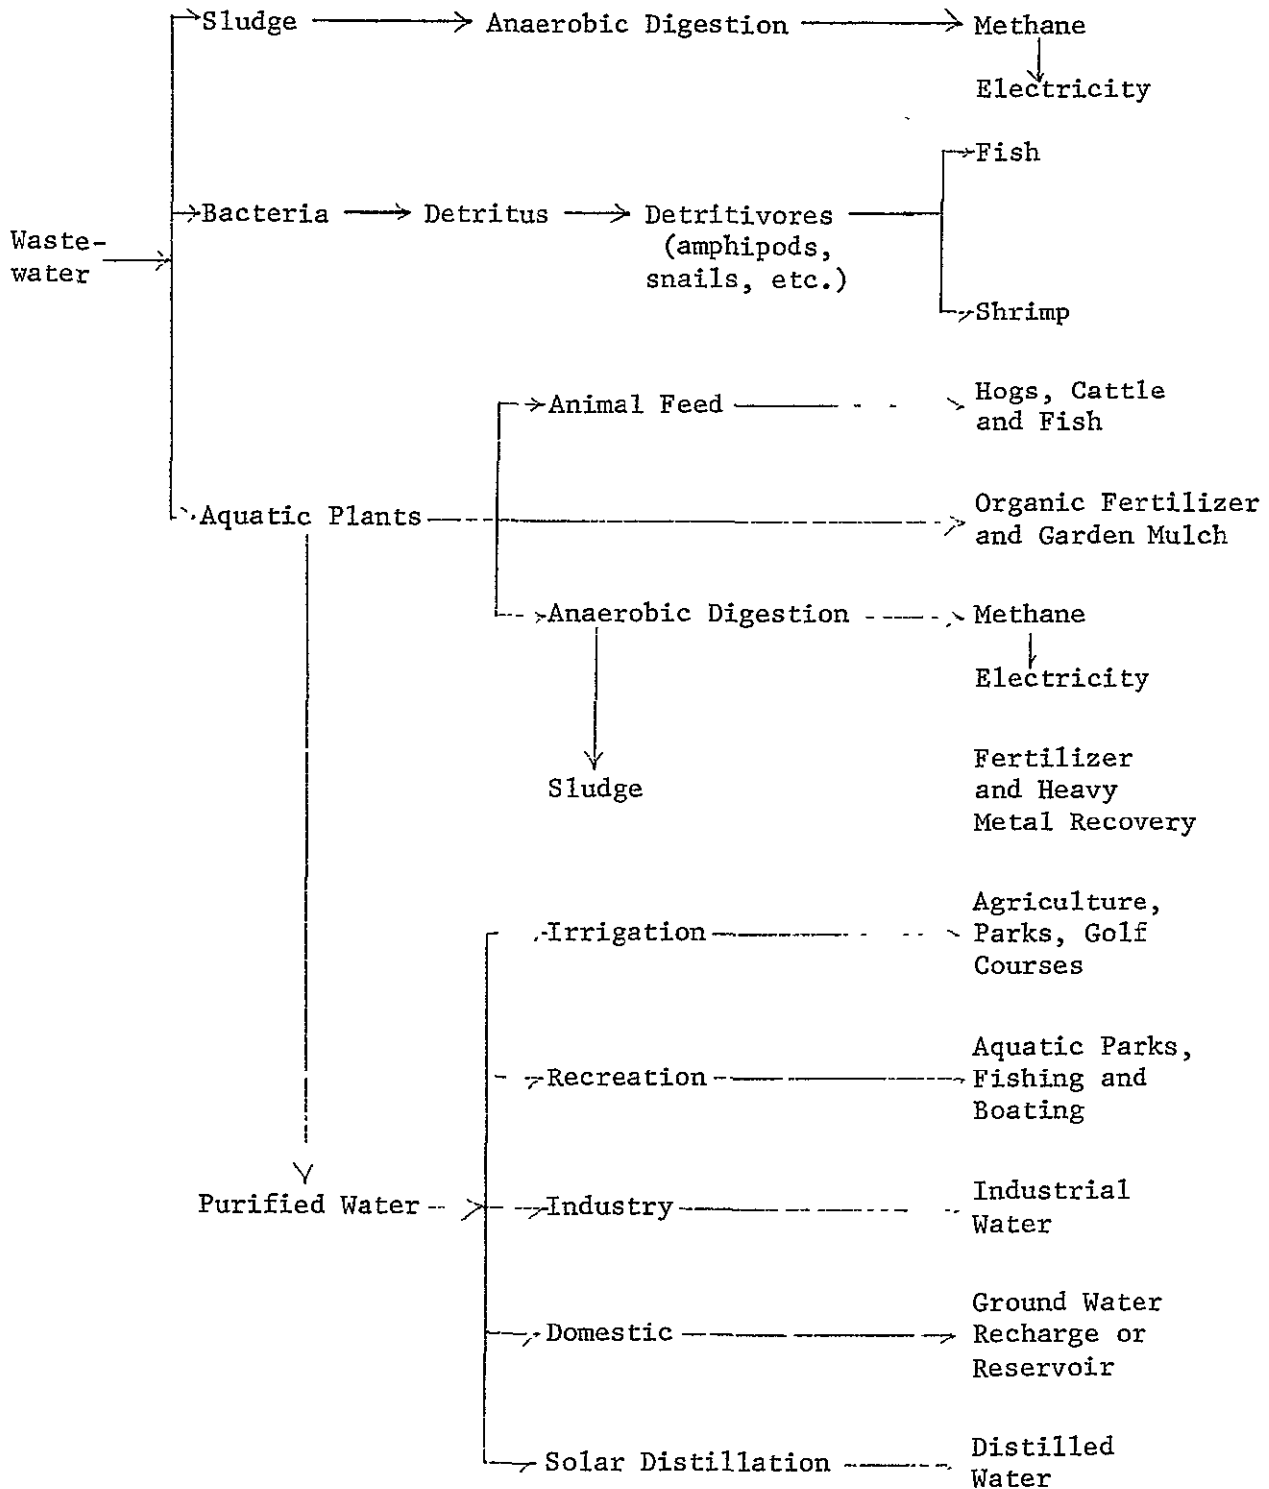 Sludge
Anaerobic Digestion
Methane
Electricity
Fish
Bacteria
Detritus
Detritivores
(amphipods,
snails, etc.)
Waste-
water
Shrimp
Animal Feed
Hogs, Cattle
and Fish
Aquatic Plants
Organic Fertilizer
and Garden Mulch
Anaerobic Digestion
Methane
Electricity
Sludge
Fertilizer
and Heavy
Metal Recovery
Irrigation
Agriculture,
Parks, Golf
Courses
Recreation
Aquatic Parks,
Fishing and
Boating
Purified Water
Industry
Industrial
Water
Domestic
Ground Water
Recharge or
Reservoir
Solar Distillation
Distilled
Water